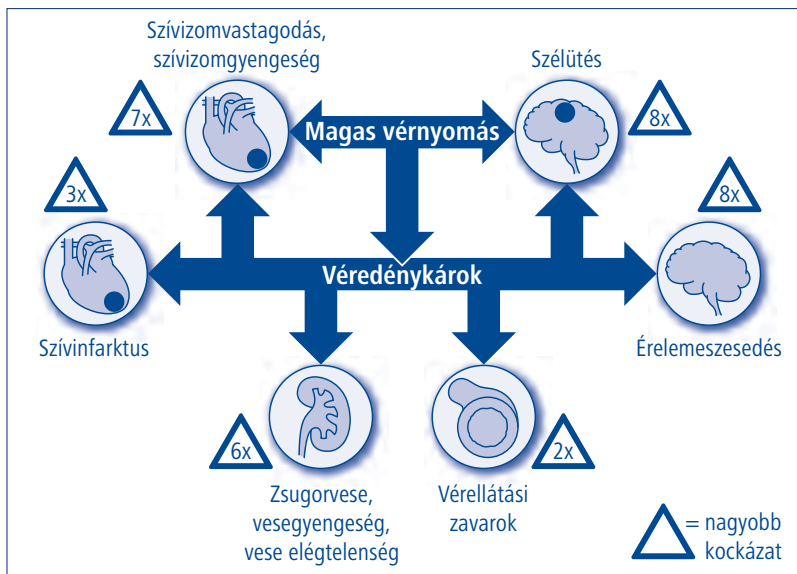 Szívizomvastagodás,
szívizomgyengeség
Szélütés
7x
Magas vérnyomás
8x
3x
8x
Véredénykárok
Szívinfarktus
Érelemeszesedés
6x
2x
Zsugorvese,
vesegyengeség,
vese elégtelenség
Vérellátási
zavarok
= nagyobb
kockázat